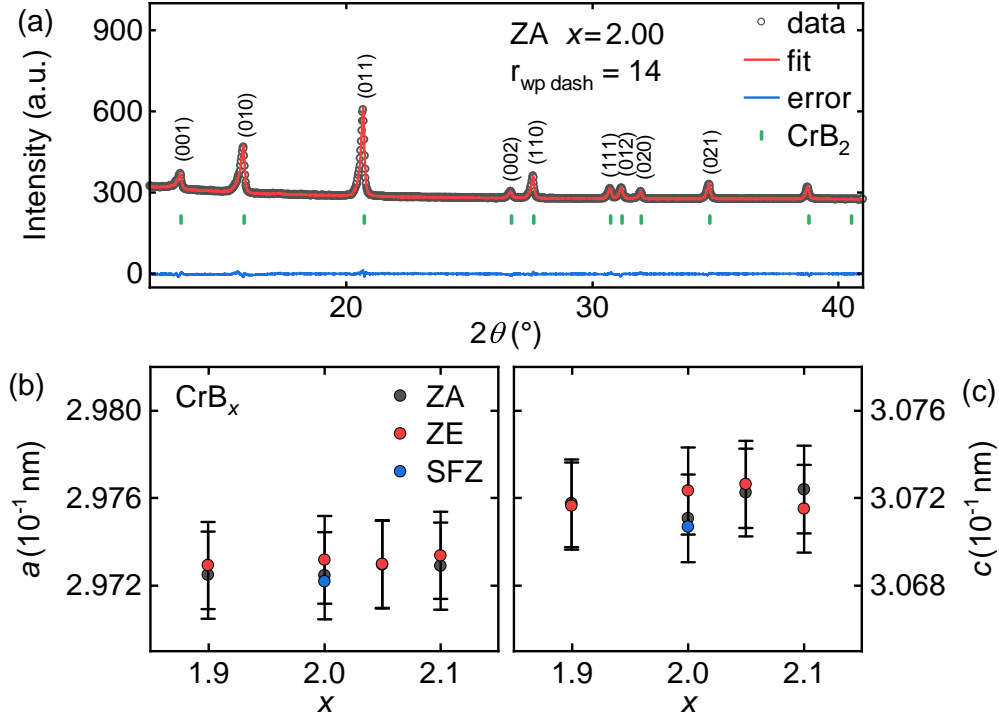 (a)
900
600
300
0
Intensity (a.u.)
ZA x=2.00
r_wp dash = 14
data
fit
error
CrB₂
(001)
(010)
(011)
(002)
(110)
(111)
(012)
(020)
(021)
20
30
40
2θ (°)
(b)
2.980
2.976
2.972
a (10⁻¹ nm)
CrBₓ
ZA
ZE
SFZ
1.9
2.0
2.1
x
(c)
3.076
3.072
3.068
c (10⁻¹ nm)
1.9
2.0
2.1
x